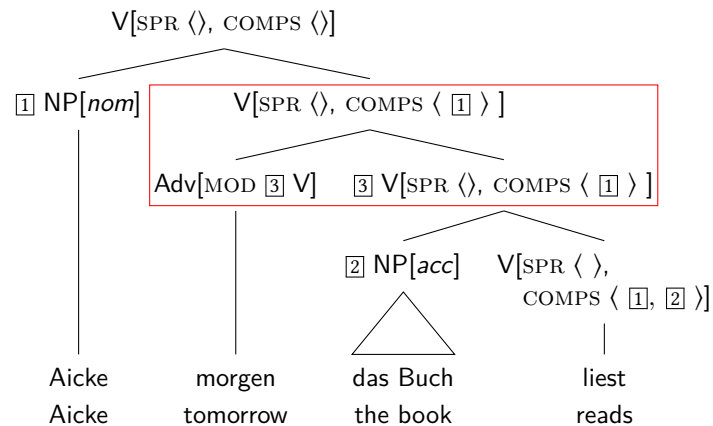 V[SPR ⟨⟩, COMPS ⟨⟩]
1 NP[nom] V[SPR ⟨⟩, COMPS ⟨ 1 ⟩ ]
Adv[MOD 3 V] 3 V[SPR ⟨⟩, COMPS ⟨ 1 ⟩ ]
2 NP[acc] V[SPR ⟨ ⟩,
COMPS ⟨ 1, 2 ⟩]
Aicke morgen das Buch liest
Aicke tomorrow the book reads